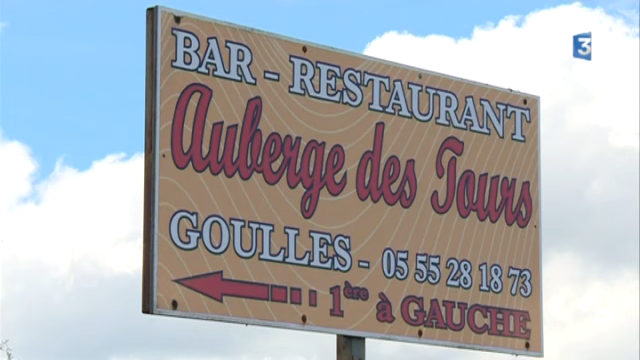 BAR - RESTAURANT
Auberge des Tours
GOULLES - 05 55 28 18 73
1ère à GAUCHE
3